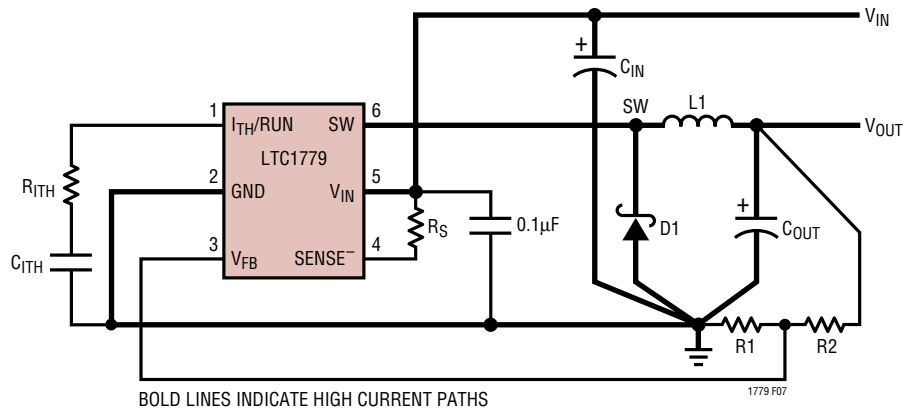 VIN
+
CIN
1
ITH/RUN
SW
6
SW
L1
VOUT
LTC1779
RITH
2
GND
VIN
5
+
RS
0.1µF
D1
COUT
CITH
3
VFB
SENSE–
4
R1
R2
BOLD LINES INDICATE HIGH CURRENT PATHS
1779 F07